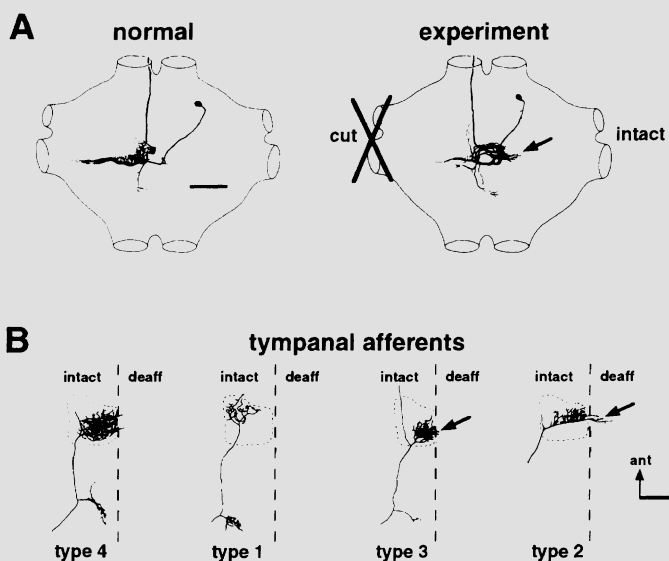 A
normal
experiment
cut
intact
B
tympanal afferents
intact deaff
intact deaff
intact deaff
intact deaff
ant
type 4
type 1
type 3
type 2